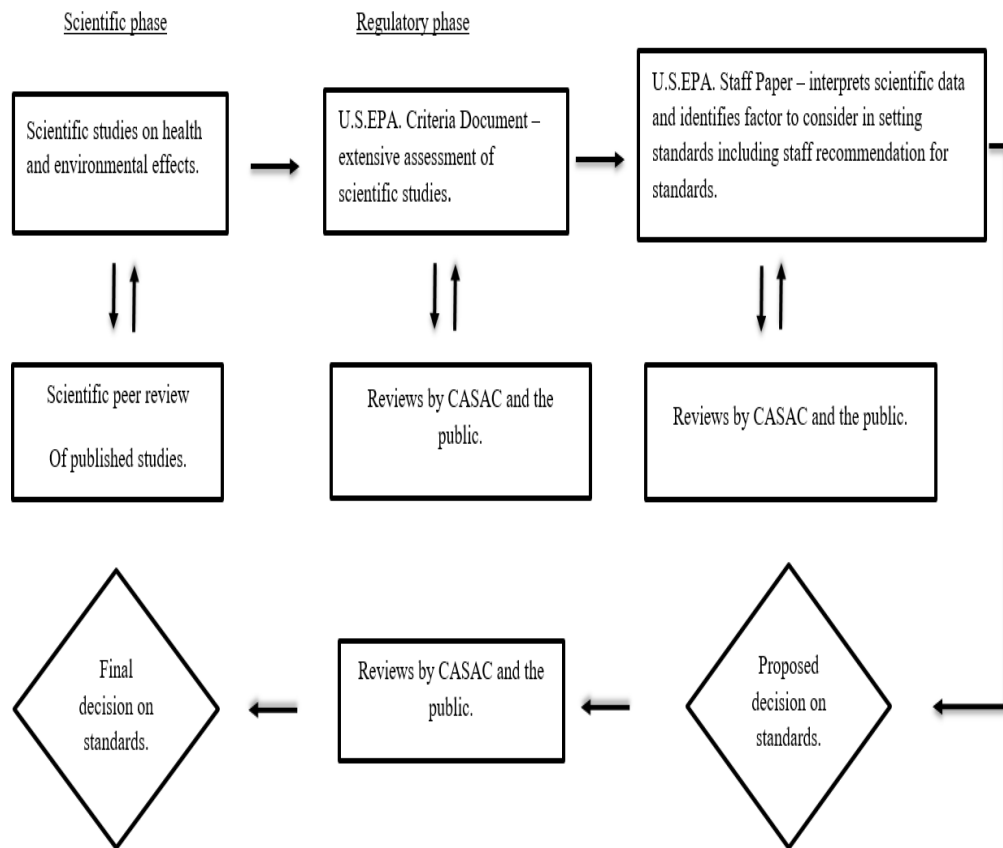 Scientific phase
Regulatory phase
Scientific studies on health
and environmental effects.
U.S.EPA. Criteria Document –
extensive assessment of
scientific studies.
U.S.EPA. Staff Paper – interprets scientific data
and identifies factor to consider in setting
standards including staff recommendation for
standards.
Scientific peer review
Of published studies.
Reviews by CASAC and the
public.
Reviews by CASAC and the public.
Final
decision on
standards.
Reviews by CASAC and the
public.
Proposed
decision on
standards.